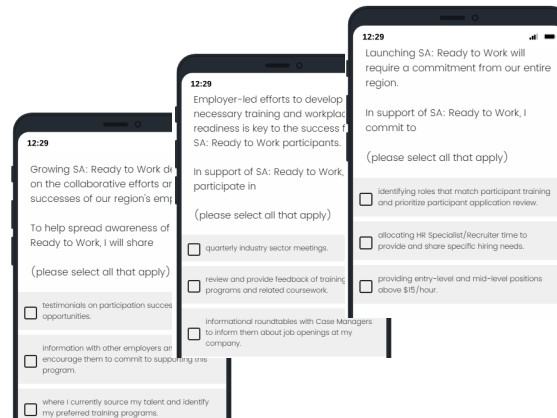 12:29
Growing SA: Ready to Work
on the collaborative efforts
successes of our region's
To help spread awareness of
Ready to Work, I will share
(please select all that apply)
testimonials on participation
opportunities.
information with other employers
encourage them to commit to supporting this
program.
where I currently source my talent and identify
my preferred training programs.
12:29
Employer-led efforts to develop
necessary training and
readiness is key to the success
SA: Ready to Work participants.
In support of SA: Ready to Work,
participate in
(please select all that apply)
quarterly industry sector meetings.
review and provide feedback of training
programs and related coursework.
informational roundtables with Case Managers
to inform them about job openings at my
company.
12:29
Launching SA: Ready to Work will
require a commitment from our entire
region.
In support of SA: Ready to Work, I
commit to
(please select all that apply)
identifying roles that match participant training
and prioritize participant application review.
allocating HR Specialist/Recruiter time to
provide and share specific hiring needs.
providing entry-level and mid-level positions
above $15/hour.